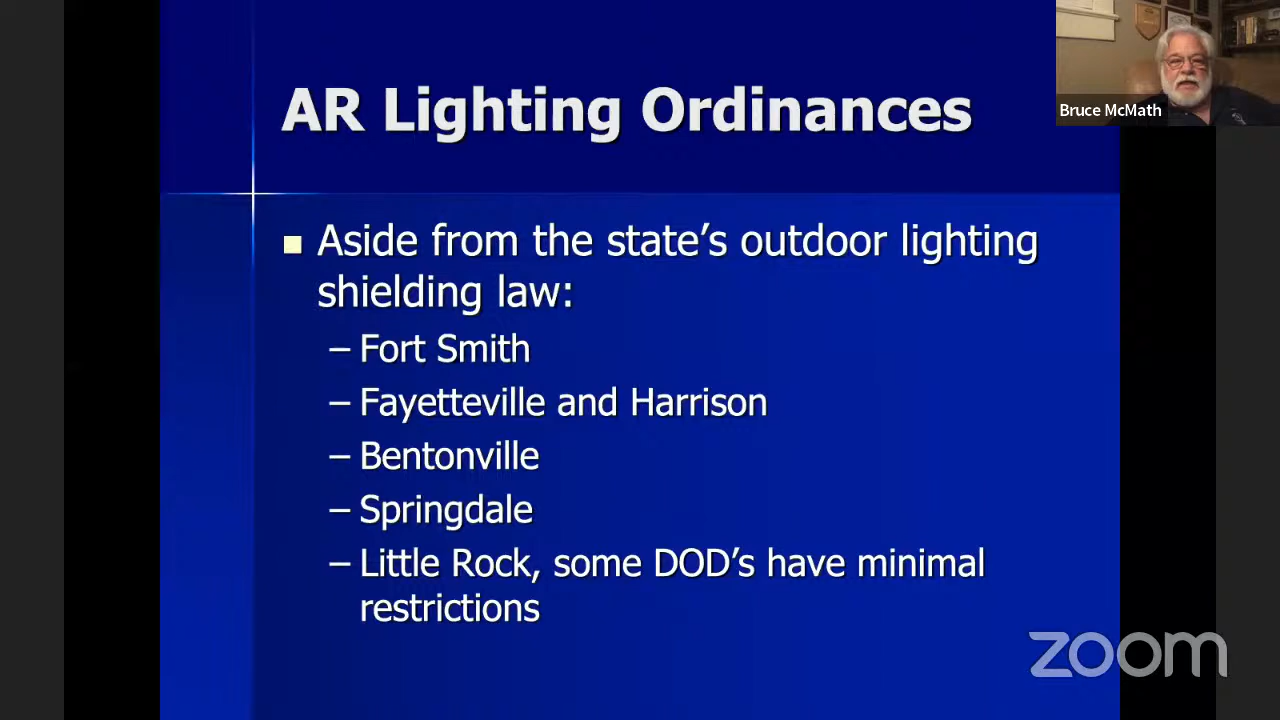 AR Lighting Ordinances
Bruce McMath
■ Aside from the state's outdoor lighting
shielding law:
– Fort Smith
– Fayetteville and Harrison
– Bentonville
– Springdale
– Little Rock, some DOD's have minimal
restrictions
zoom